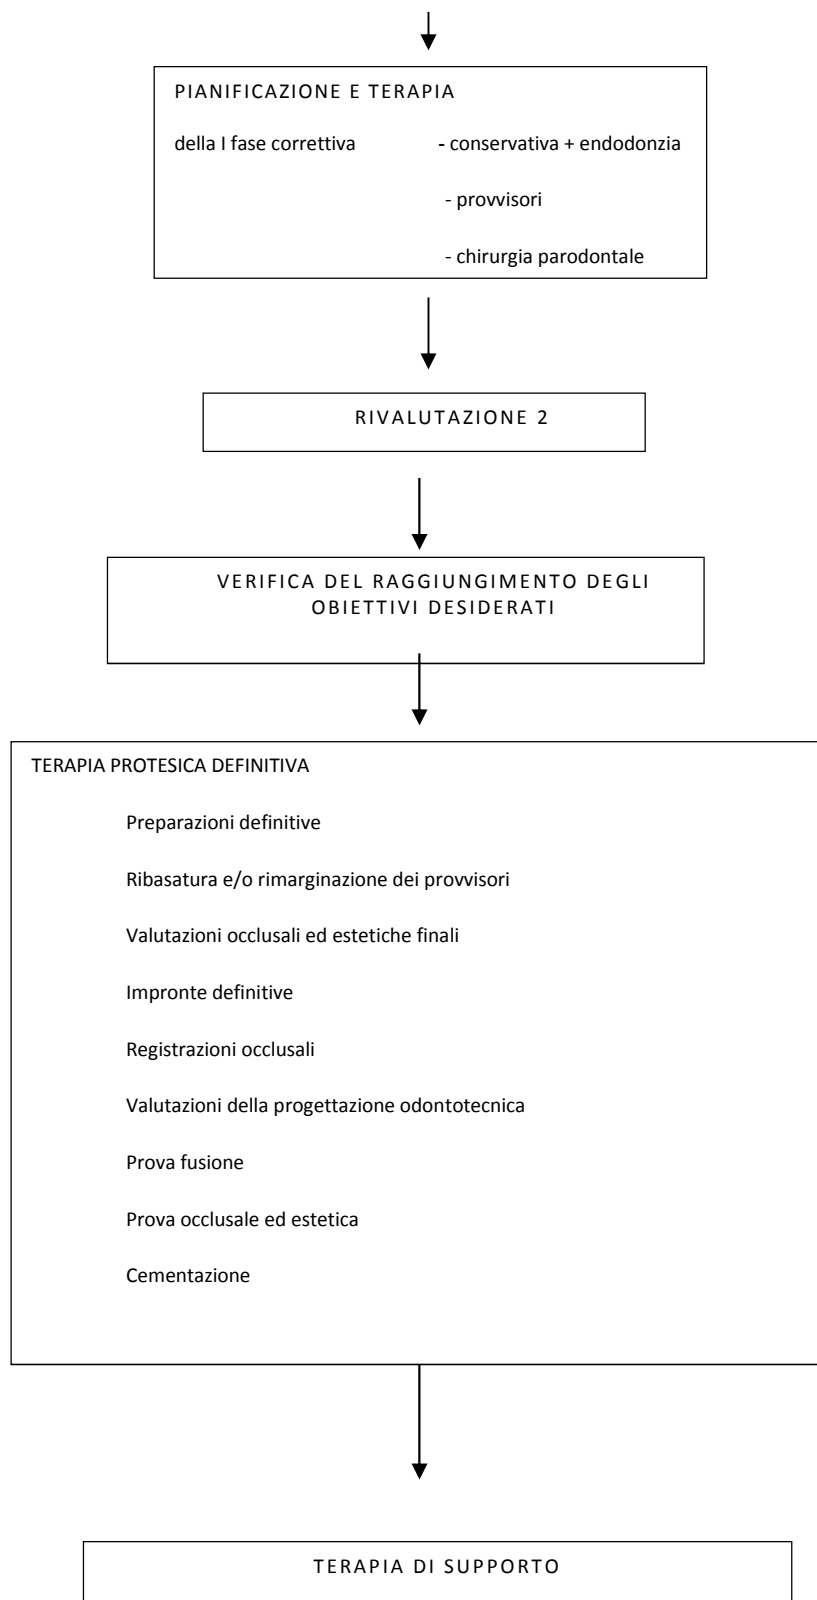 PIANIFICAZIONE E TERAPIA
della I fase correttiva - conservativa + endodonzia
- provvisori
- chirurgia parodontale
RIVALUTAZIONE 2
VERIFICA DEL RAGGIUNGIMENTO DEGLI
OBIETTIVI DESIDERATI
TERAPIA PROTESICA DEFINITIVA
Preparazioni definitive
Ribasatura e/o rimarginazione dei provvisori
Valutazioni occlusali ed estetiche finali
Impronte definitive
Registrazioni occlusali
Valutazioni della progettazione odontotecnica
Prova fusione
Prova occlusale ed estetica
Cementazione
TERAPIA DI SUPPORTO